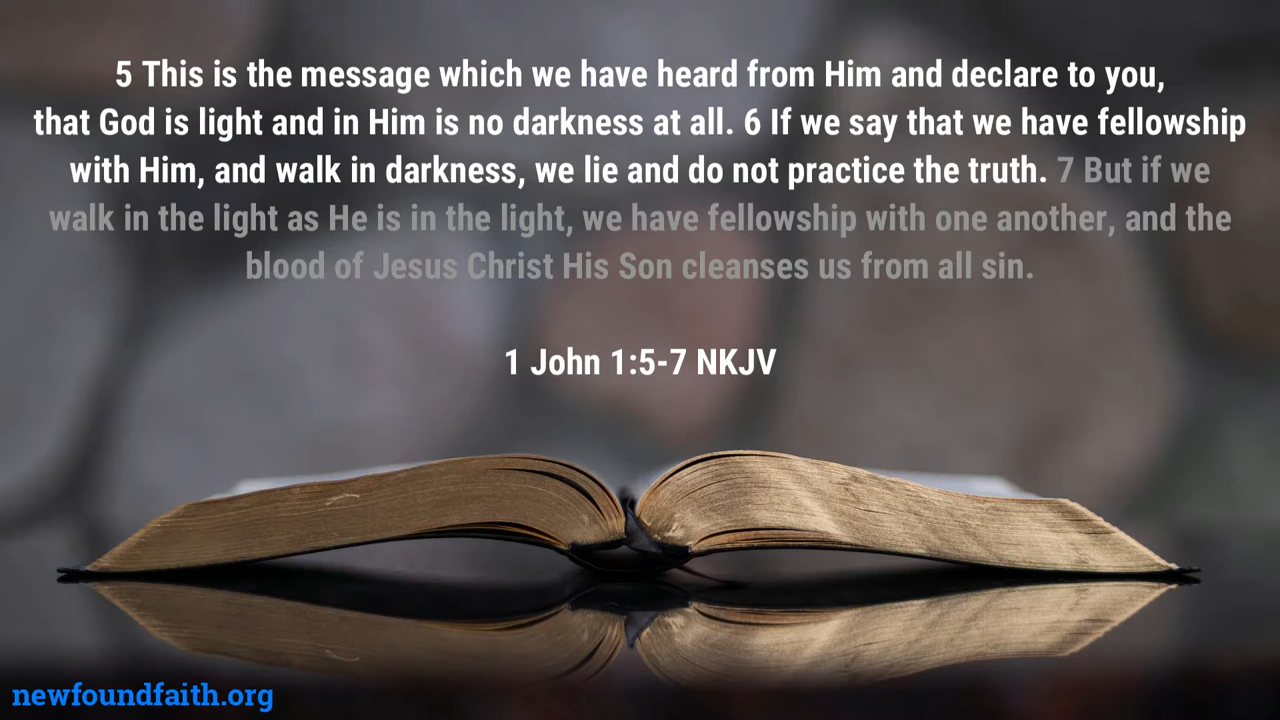 5 This is the message which we have heard from Him and declare to you,
that God is light and in Him is no darkness at all. 6 If we say that we have fellowship
with Him, and walk in darkness, we lie and do not practice the truth. 7 But if we
walk in the light as He is in the light, we have fellowship with one another, and the
blood of Jesus Christ His Son cleanses us from all sin.
1 John 1:5-7 NKJV
newfoundfaith.org